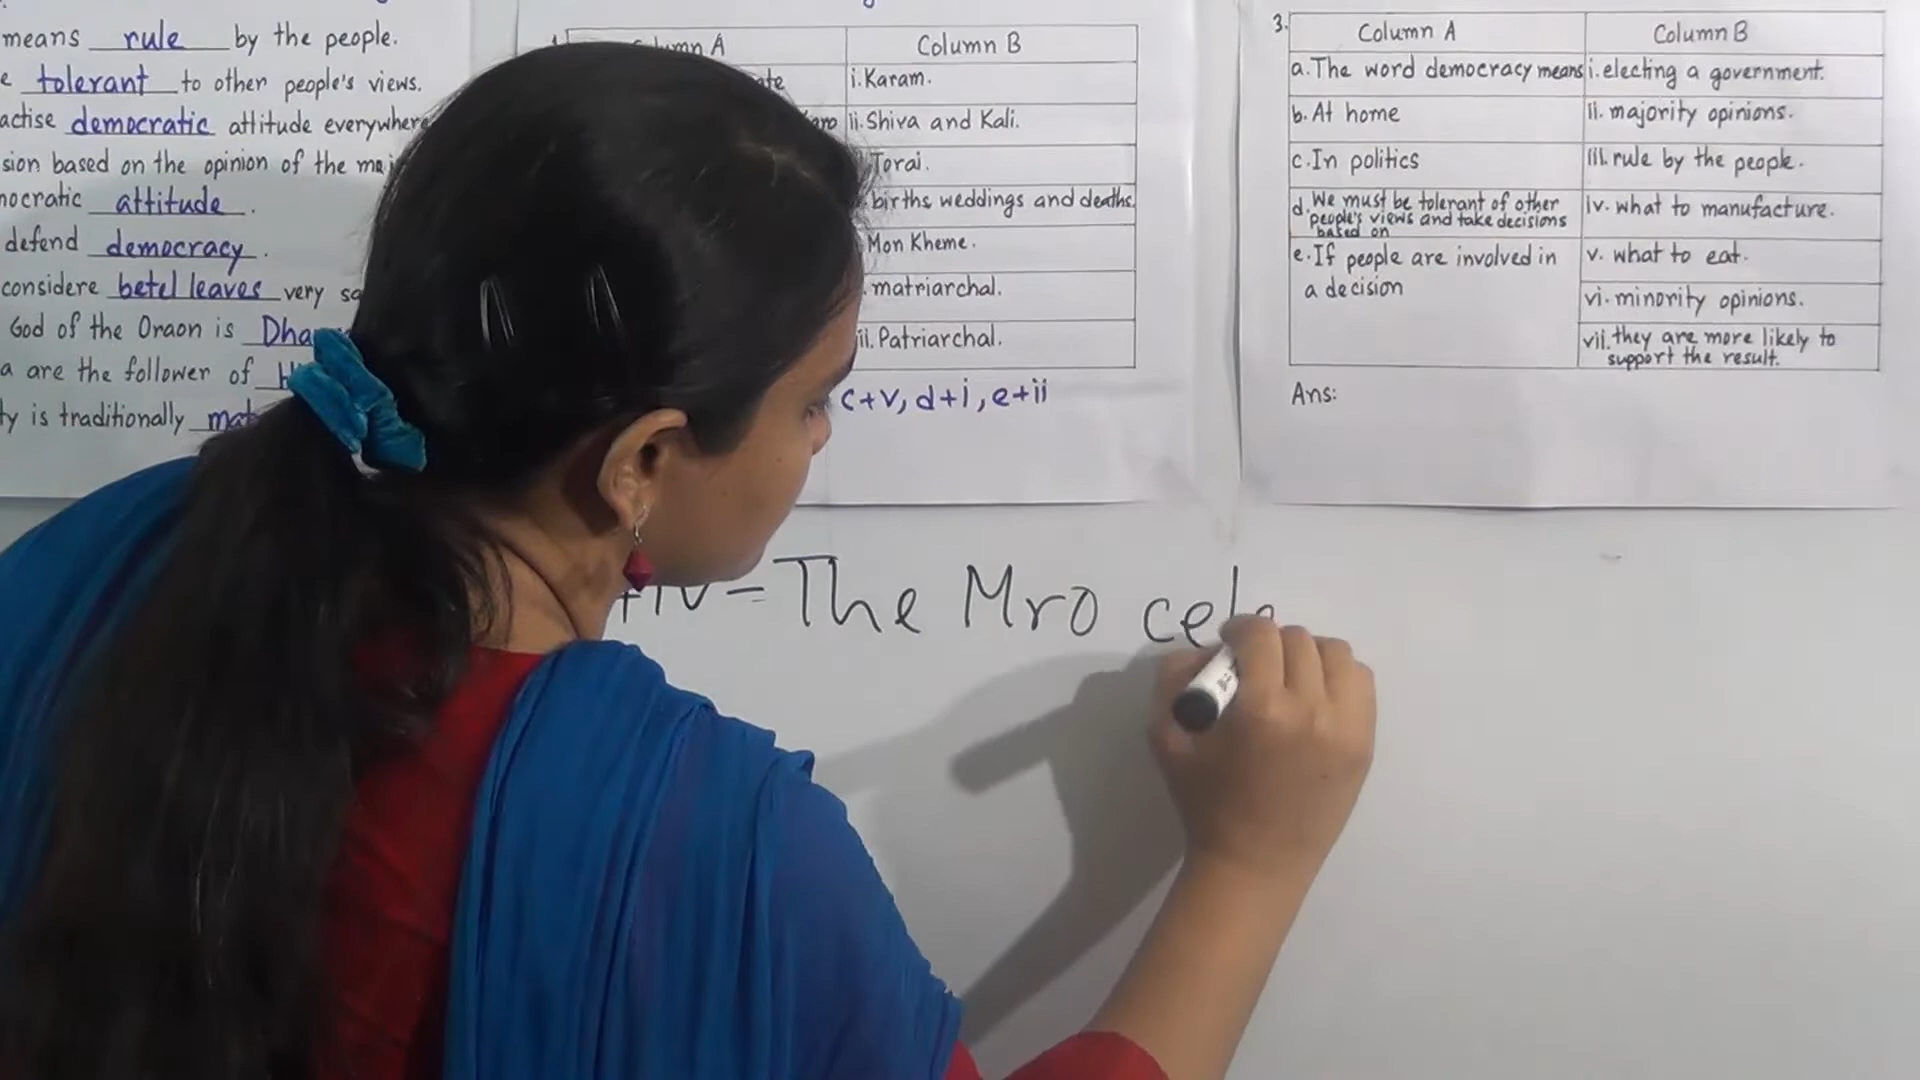 means rule by the people.
e tolerant to other people's views.
actise democratic attitude everywhere
sion based on the opinion of the maj
nocratic attitude.
defend democracy.
considere betel leaves very sa
God of the Oraon is Dha
a are the follower of H
ty is traditionally mat
Column A Column B
i. Karam.
ii. Shiva and Kali.
Torai.
births weddings and deaths.
Mon Kheme.
matriarchal.
ii. Patriarchal.
c+v, d+i, e+ii
3.
Column A Column B
a. The word democracy means i. electing a government.
b. At home ii. majority opinions.
c. In politics iii. rule by the people.
d. We must be tolerant of other people's views and take decisions based on iv. what to manufacture.
e. If people are involved in a decision v. what to eat.
vi. minority opinions.
vii. they are more likely to support the result.
Ans:
+iv = The Mro cele